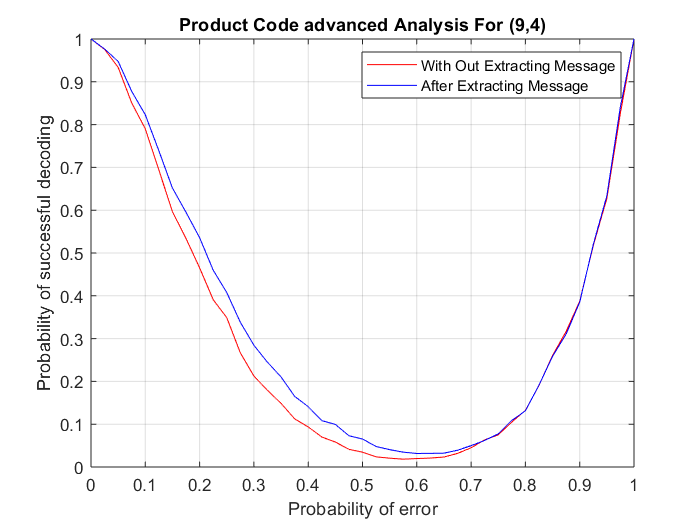 Product Code advanced Analysis For (9,4)
With Out Extracting Message
After Extracting Message
Probability of successful decoding
1
0.9
0.8
0.7
0.6
0.5
0.4
0.3
0.2
0.1
0
0 0.1 0.2 0.3 0.4 0.5 0.6 0.7 0.8 0.9 1
Probability of error